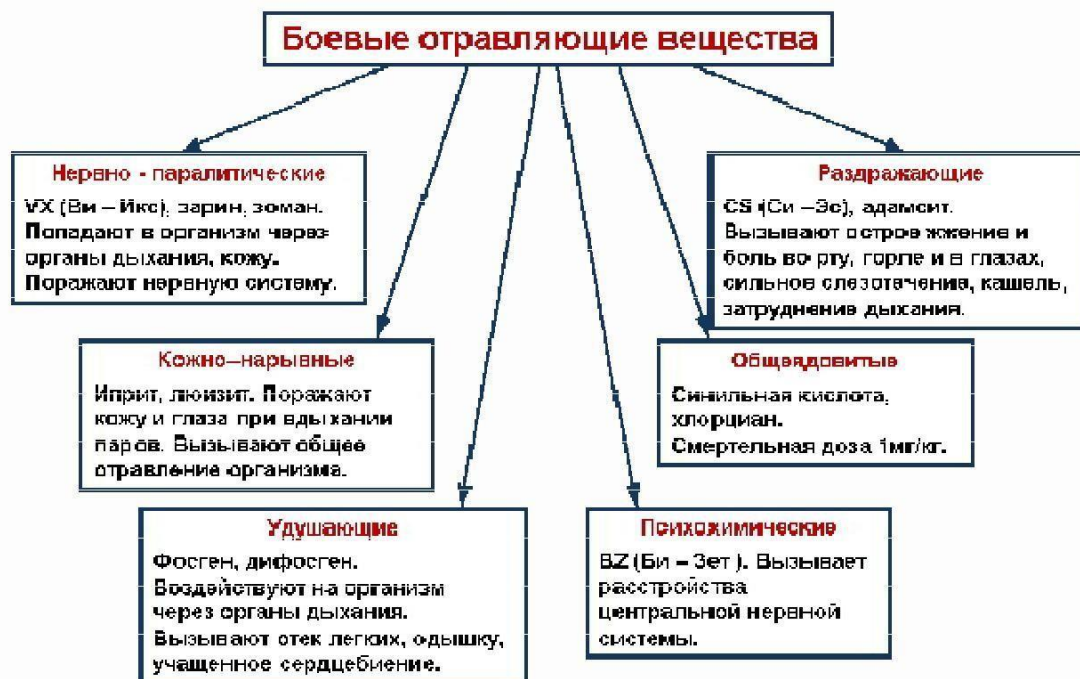 Боевые отравляющие вещества
Нервно - паралитические
VX (Ви – Икс), зарин, зоман.
Попадают в организм через
органы дыхания, кожу.
Поражают нервную систему.
Раздражающие
CS (Си –Эс), адамсит.
Вызывают острое жжение и
боль во рту, горле и в глазах,
сильное слезотечение, кашель,
затруднение дыхания.
Кожно–нарывные
Иприт, люизит. Поражают
кожу и глаза при вдыхании
паров. Вызывают общее
отравление организма.
Общеядовитые
Синильная кислота,
хлорциан.
Смертельная доза 1мг/кг.
Удушающие
Фосген, дифосген.
Воздействуют на организм
через органы дыхания.
Вызывают отек легких, одышку,
учащенное сердцебиение.
Психохимические
BZ (Би – Зет ). Вызывает
расстройства
центральной нервной
системы.